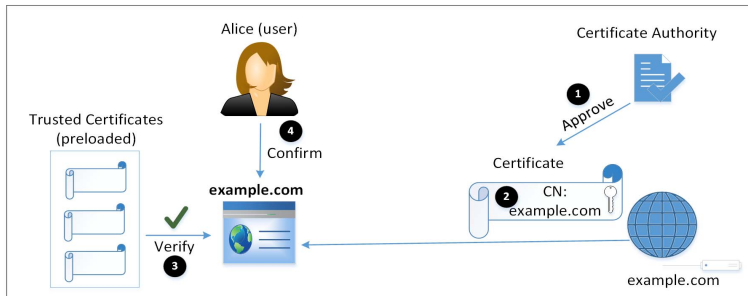 Alice (user)
Certificate Authority
1
Approve
Trusted Certificates
(preloaded)
4
Confirm
Certificate
example.com
2
CN:
example.com
Verify
3
example.com